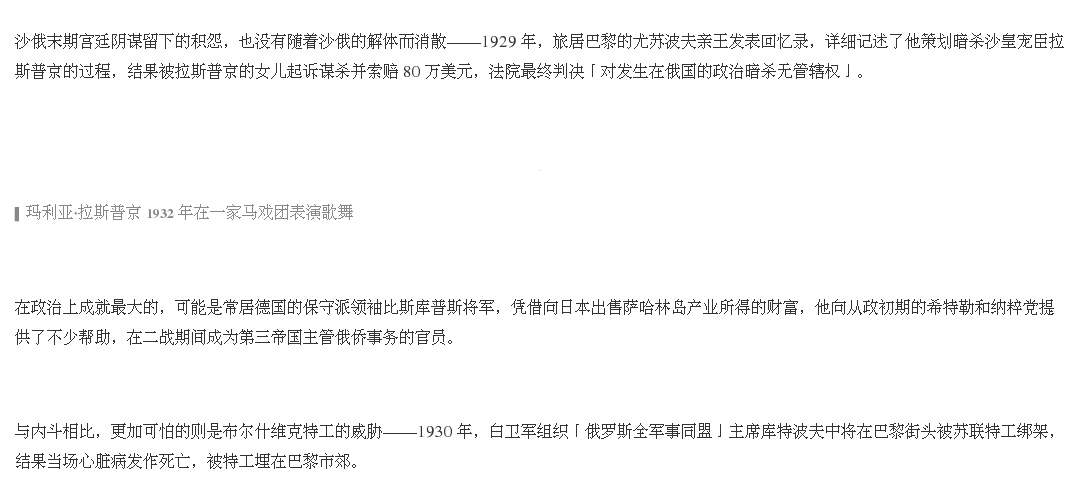 沙俄末期宫廷阴谋留下的积怨，也没有随着沙俄的解体而消散——1929 年，旅居巴黎的尤苏波夫亲王发表回忆录，详细记述了他策划暗杀沙皇宠臣拉
斯普京的过程，结果被拉斯普京的女儿起诉谋杀并索赔 80 万美元，法院最终判决「对发生在俄国的政治暗杀无管辖权」。
▌玛利亚·拉斯普京 1932 年在一家马戏团表演歌舞
在政治上成就最大的，可能是常居德国的保守派领袖比斯库普斯将军，凭借向日本出售萨哈林岛产业所得的财富，他向从政初期的希特勒和纳粹党提
供了不少帮助，在二战期间成为第三帝国主管俄侨事务的官员。
与内斗相比，更加可怕的则是布尔什维克特工的威胁——1930 年，白卫军组织「俄罗斯全军事同盟」主席库特波夫中将在巴黎街头被苏联特工绑架，
结果当场心脏病发作死亡，被特工埋在巴黎市郊。